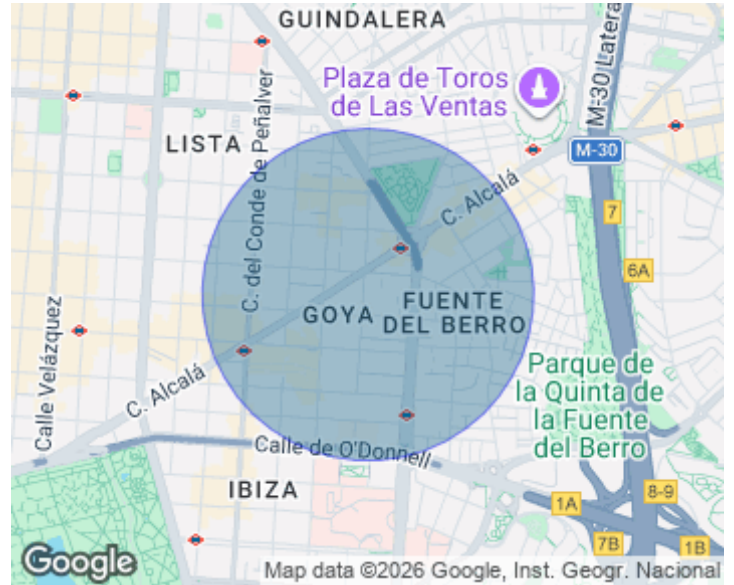 GUINDALERA
Plaza de Toros
de Las Ventas
M-30 Latera
LISTA
C. del Conde de Peñalver
M-30
C. Alcalá
7
6A
GOYA
FUENTE
DEL BERRO
Calle Velázquez
C. Alcalá
Parque de
la Quinta de
la Fuente
del Berro
Calle de O'Donnell
IBIZA
8-9
1A
7B
1B
Google
Map data ©2026 Google, Inst. Geogr. Nacional